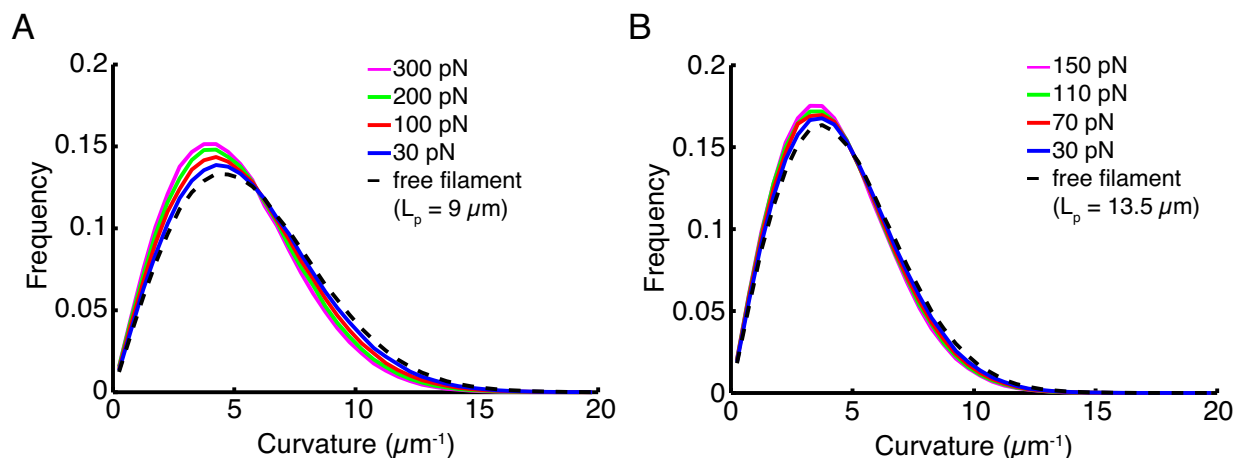 A
0.2
0.15
0.1
0.05
0
Frequency
0
5
10
15
20
Curvature (µm⁻¹)
300 pN
200 pN
100 pN
30 pN
free filament
(Lₚ = 9 µm)
B
0.2
0.15
0.1
0.05
0
Frequency
0
5
10
15
20
Curvature (µm⁻¹)
150 pN
110 pN
70 pN
30 pN
free filament
(Lₚ = 13.5 µm)